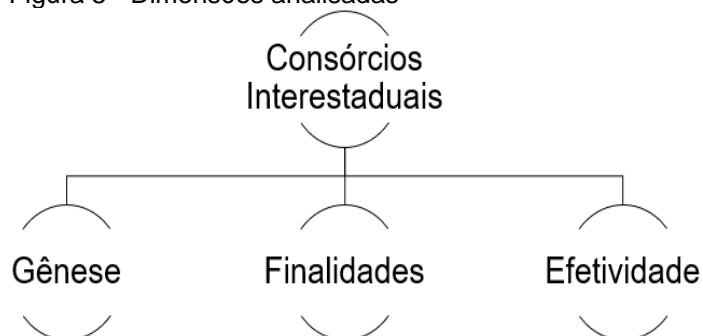 Figura 3 - Dimensões analisadas
Consórcios
Interestaduais
Gênese
Finalidades
Efetividade